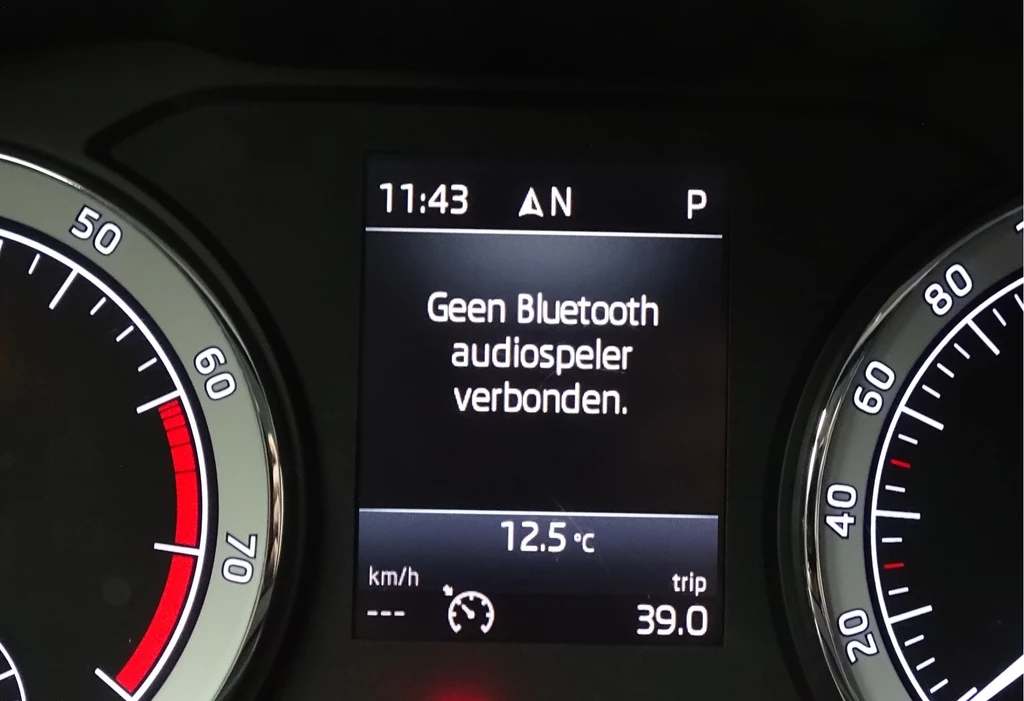 11:43 N P
Geen Bluetooth
audiospeler
verbonden.
12.5 °C
km/h trip
--- 39.0
50
60
70
80
60
40
20